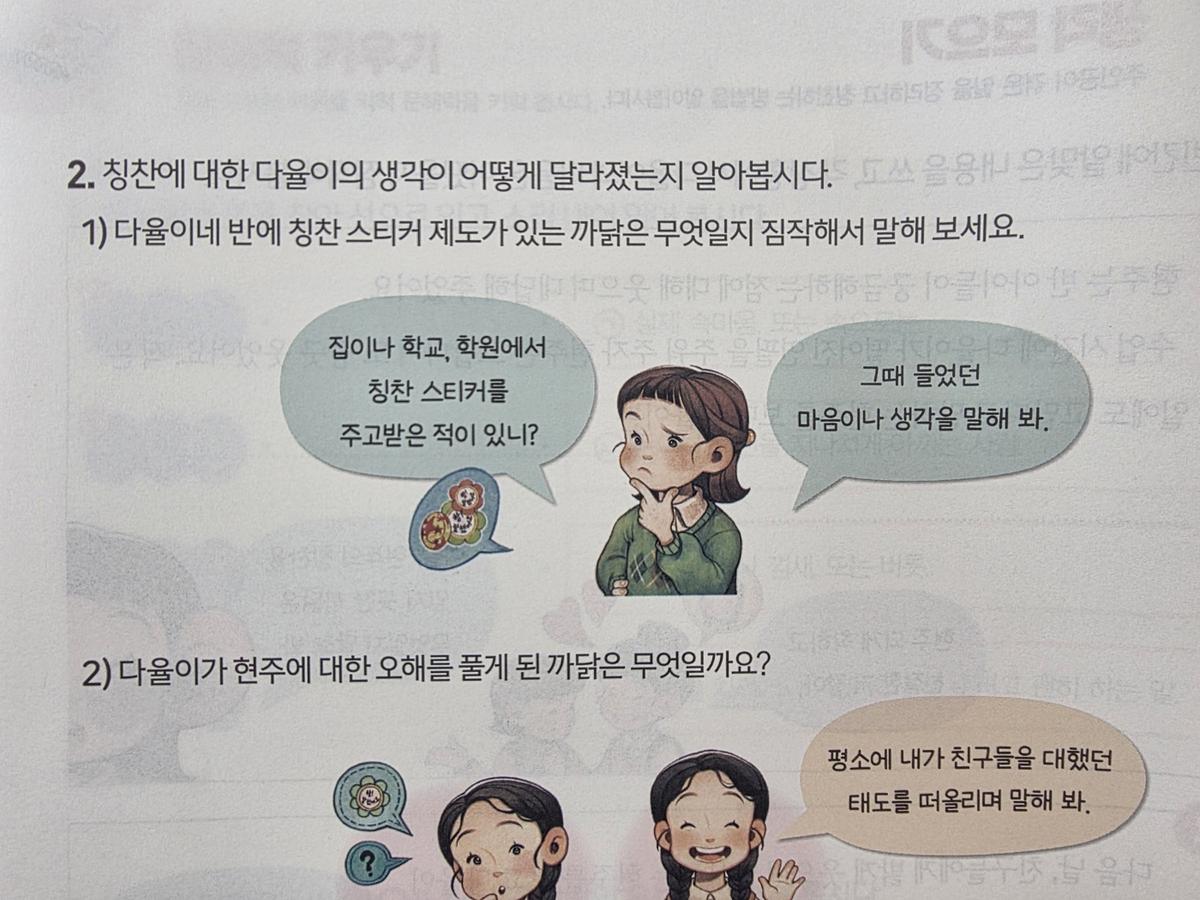 2. 칭찬에 대한 다율이의 생각이 어떻게 달라졌는지 알아봅시다.
1) 다율이네 반에 칭찬 스티커 제도가 있는 까닭은 무엇일지 짐작해서 말해 보세요.
집이나 학교, 학원에서
칭찬 스티커를
주고받은 적이 있니?
그때 들었던
마음이나 생각을 말해 봐.
2) 다율이가 현주에 대한 오해를 풀게 된 까닭은 무엇일까요?
평소에 내가 친구들을 대했던
태도를 떠올리며 말해 봐.
?